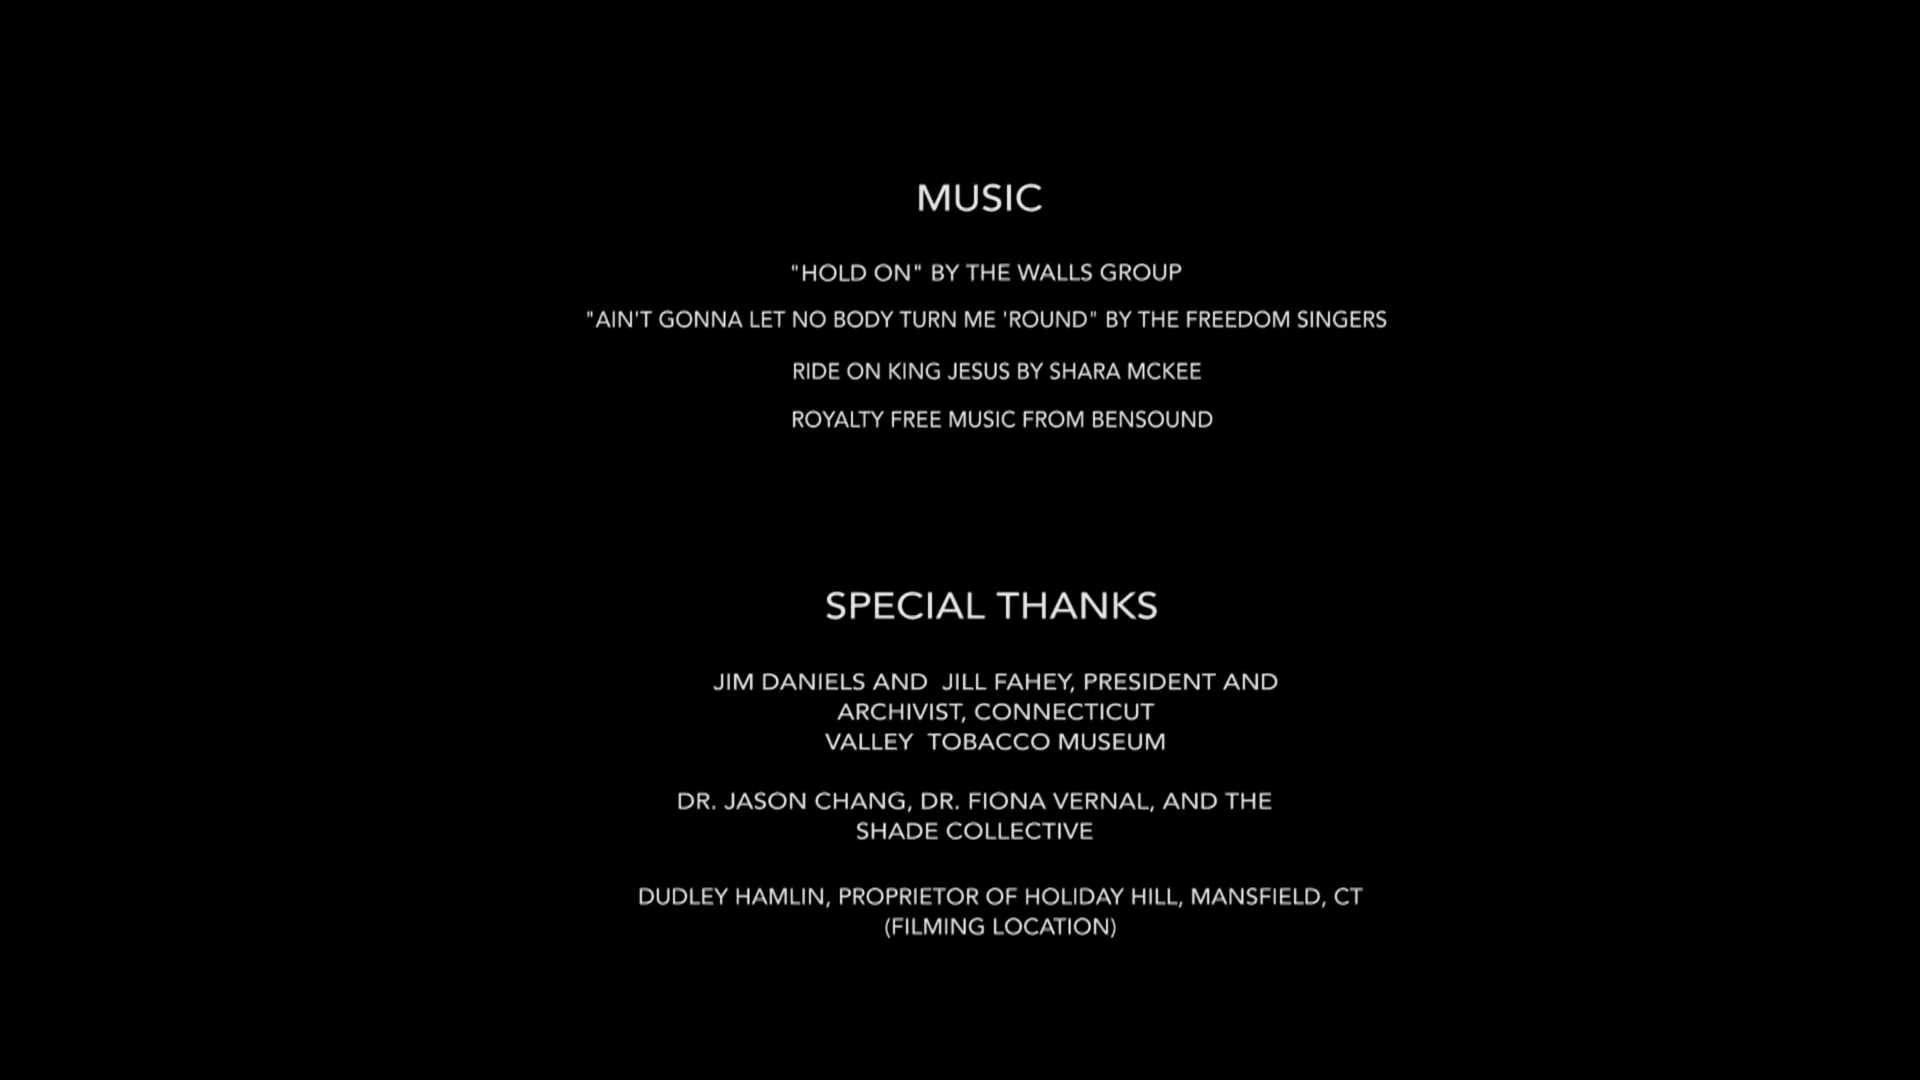 MUSIC
"HOLD ON" BY THE WALLS GROUP
"AIN'T GONNA LET NO BODY TURN ME 'ROUND" BY THE FREEDOM SINGERS
RIDE ON KING JESUS BY SHARA MCKEE
ROYALTY FREE MUSIC FROM BENSOUND
SPECIAL THANKS
JIM DANIELS AND  JILL FAHEY, PRESIDENT AND
ARCHIVIST, CONNECTICUT
VALLEY  TOBACCO MUSEUM
DR. JASON CHANG, DR. FIONA VERNAL, AND THE
SHADE COLLECTIVE
DUDLEY HAMLIN, PROPRIETOR OF HOLIDAY HILL, MANSFIELD, CT
(FILMING LOCATION)